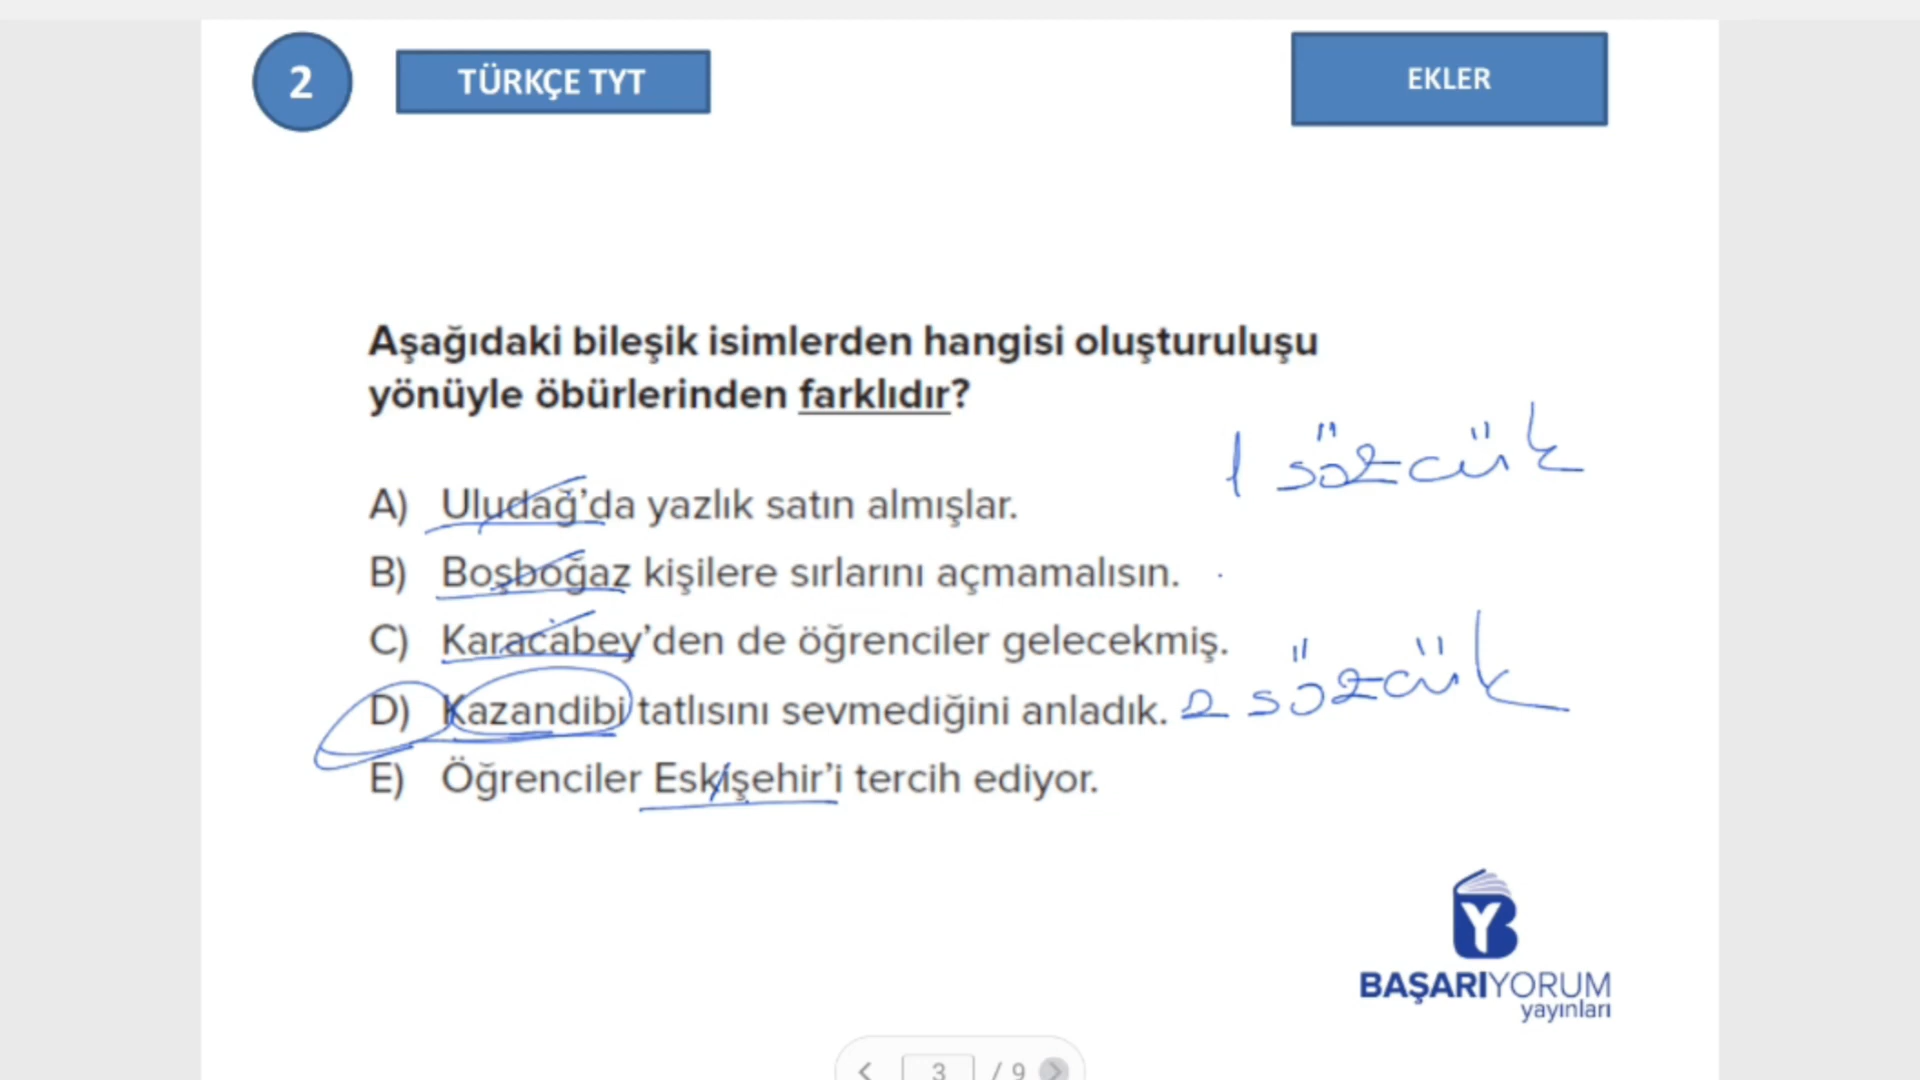 2
TÜRKÇE TYT
EKLER
Aşağıdaki bileşik isimlerden hangisi oluşturuluşu
yönüyle öbürlerinden farklıdır?
1 sözcük
A) Uludağ'da yazlık satın almışlar.
B) Boşboğaz kişilere sırlarını açmamalısın.
C) Karacabey'den de öğrenciler gelecekmiş.
D) Kazandibi tatlısını sevmediğini anladık.
2 sözcük
E) Öğrenciler Eskişehir'i tercih ediyor.
BAŞARIYORUM
yayınları
3 / 9